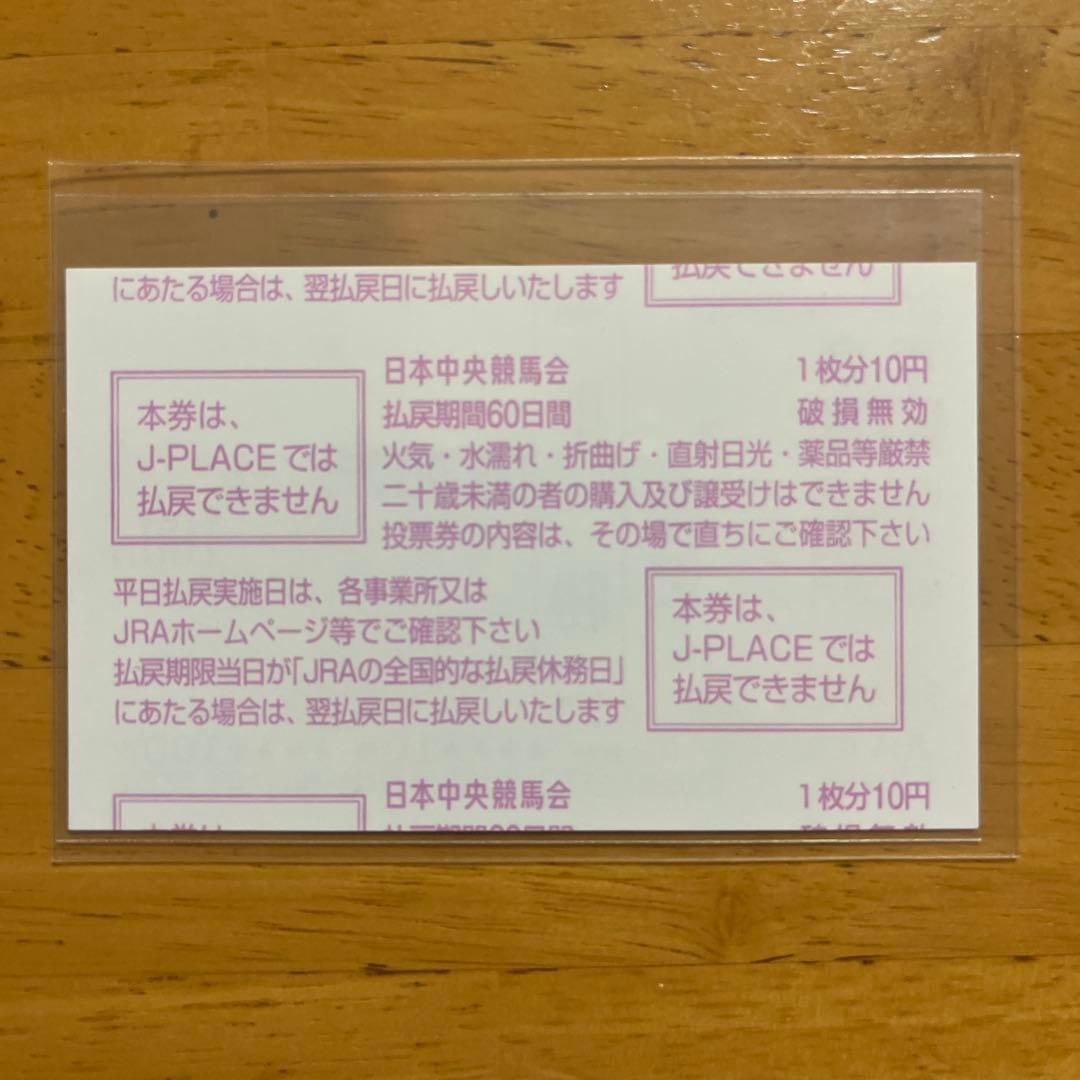 払戻できません
にあたる場合は、翌払戻日に払戻しいたします
日本中央競馬会 1枚分10円
払戻期間60日間 破損無効
火気・水濡れ・折曲げ・直射日光・薬品等厳禁
二十歳未満の者の購入及び譲受けはできません
投票券の内容は、その場で直ちにご確認下さい
本券は、
J-PLACEでは
払戻できません
平日払戻実施日は、各事業所又は
JRAホームページ等でご確認下さい
払戻期限当日が「JRAの全国的な払戻休務日」
にあたる場合は、翌払戻日に払戻しいたします
本券は、
J-PLACEでは
払戻できません
日本中央競馬会 1枚分10円